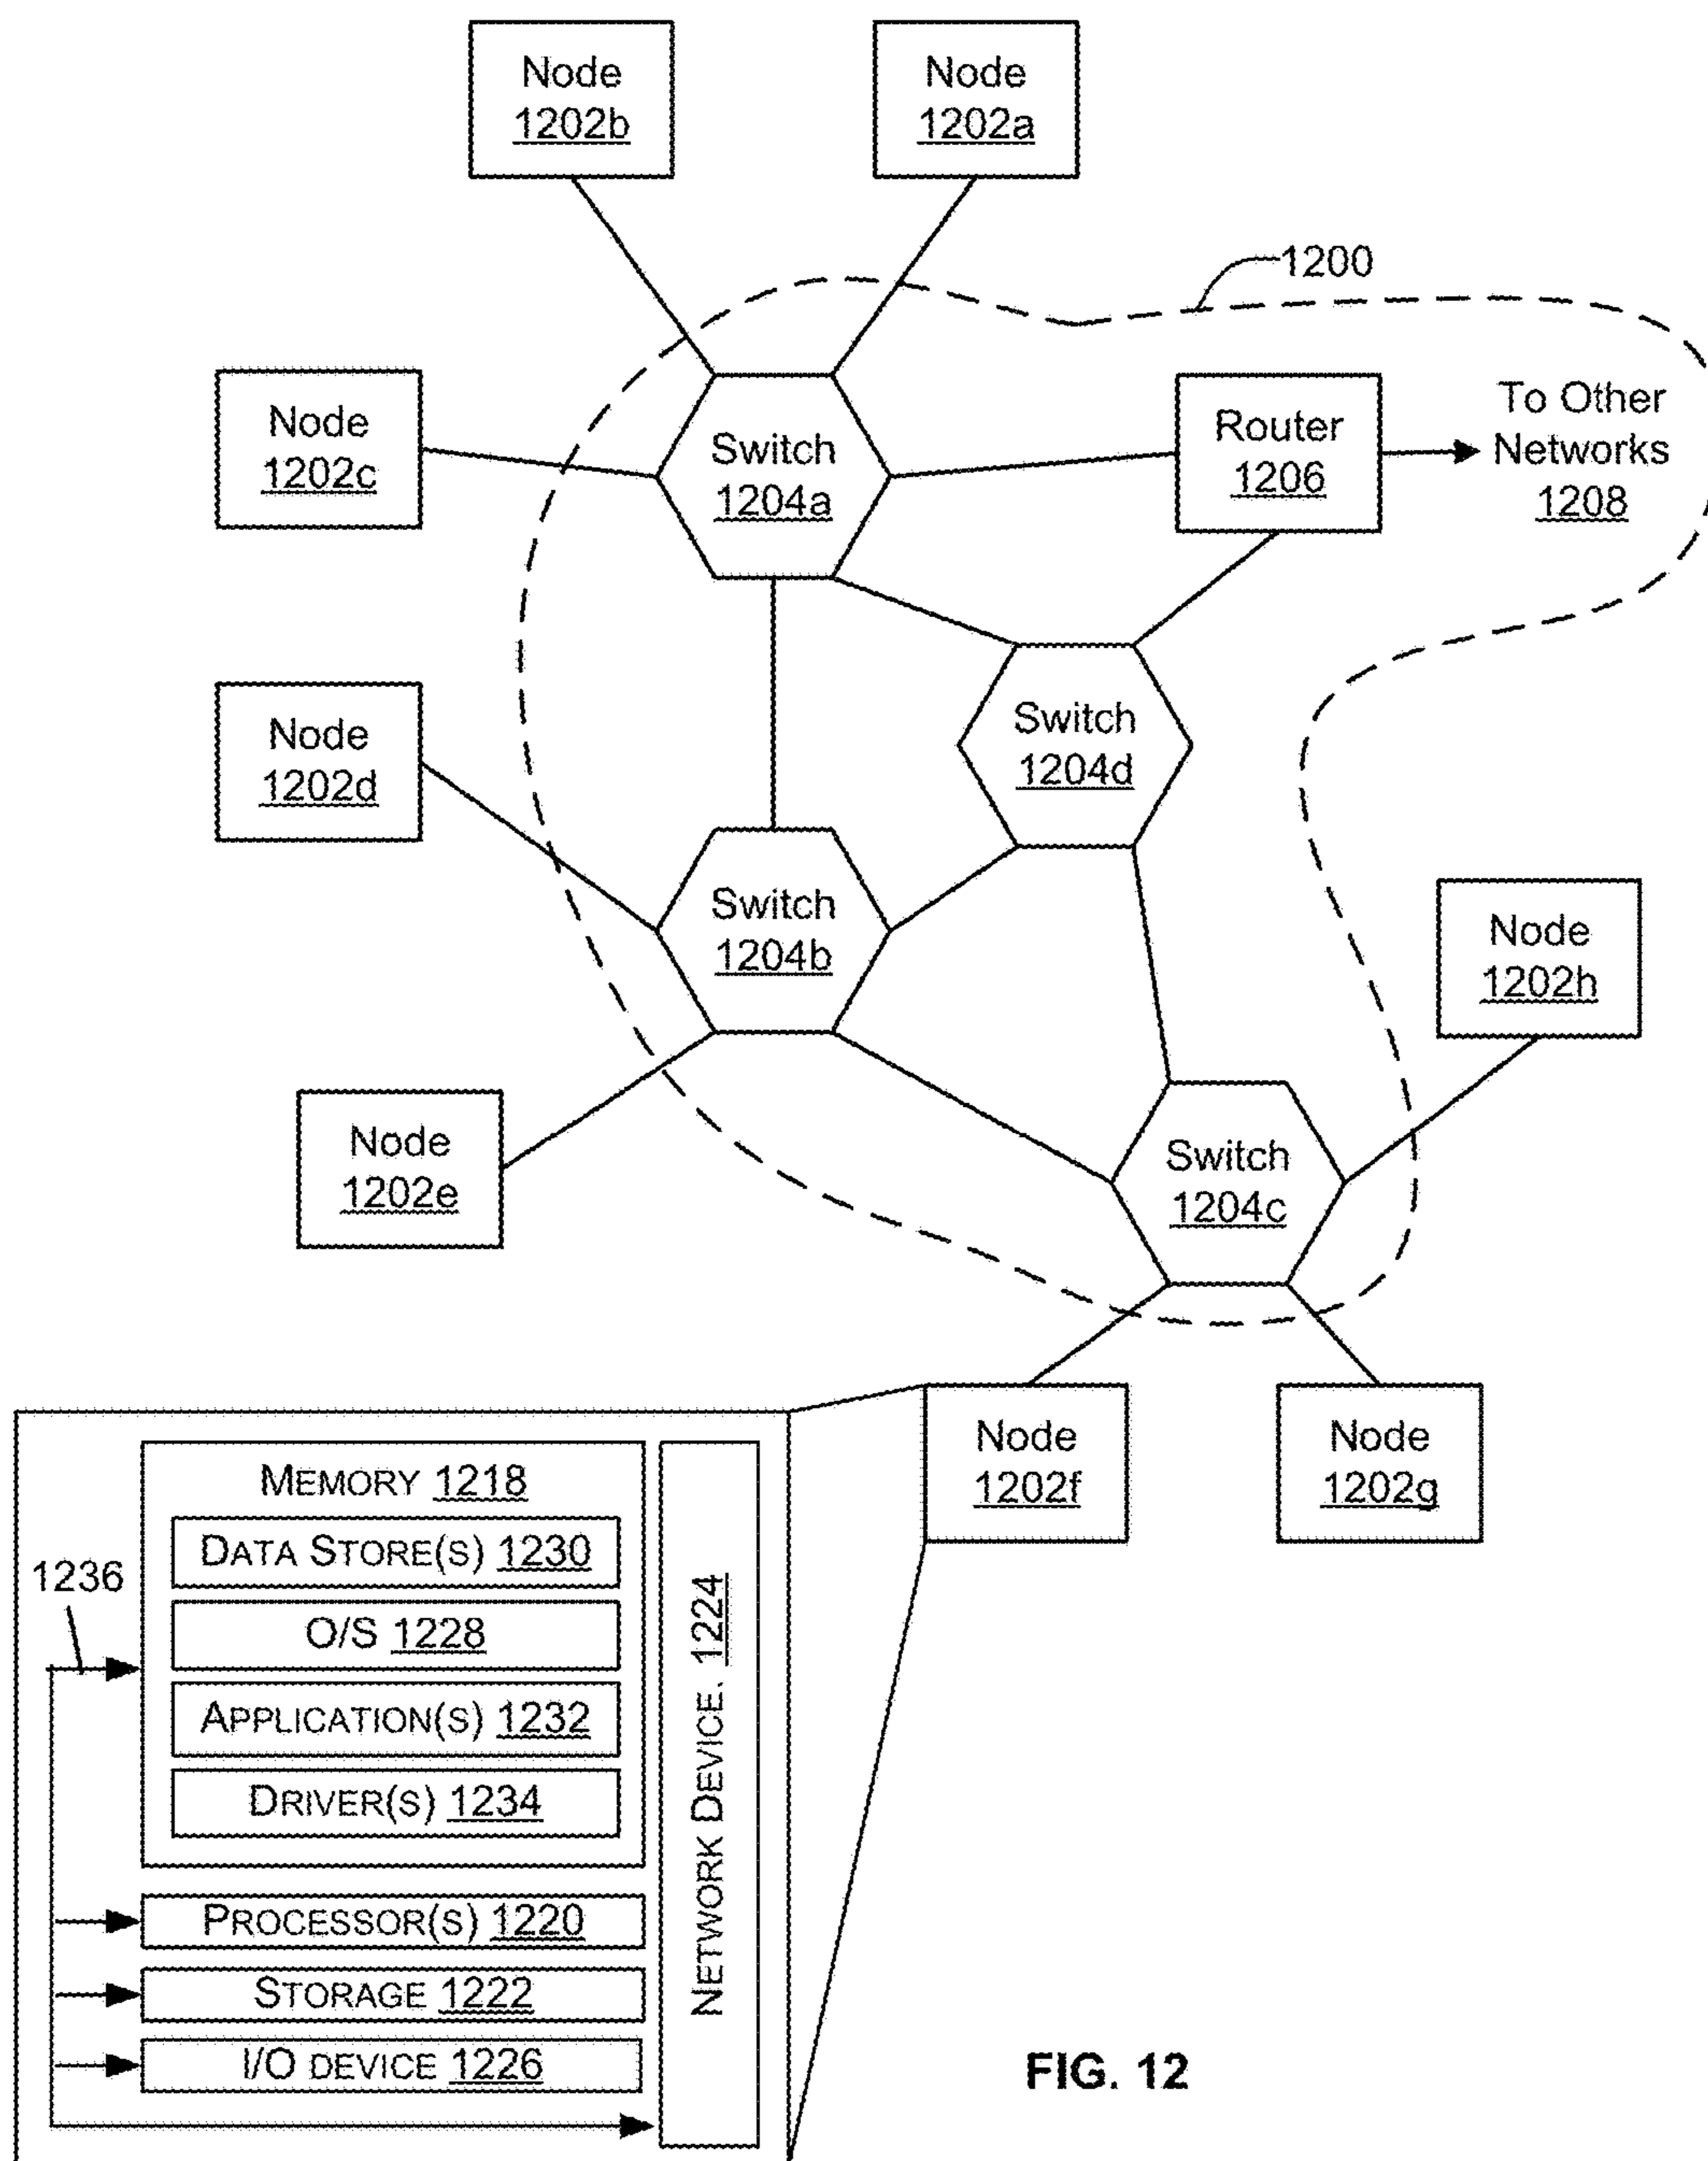 Node
1202b
Node
1202a
1200
Node
1202c
Switch
1204a
Router
1206
To Other
Networks
1208
Node
1202d
Switch
1204d
Switch
1204b
Node
1202h
Node
1202e
Switch
1204c
Node
1202f
Node
1202g
MEMORY 1218
DATA STORE(S) 1230
1236
O/S 1228
APPLICATION(S) 1232
DRIVER(S) 1234
NETWORK DEVICE. 1224
PROCESSOR(S) 1220
STORAGE 1222
I/O DEVICE 1226
FIG. 12